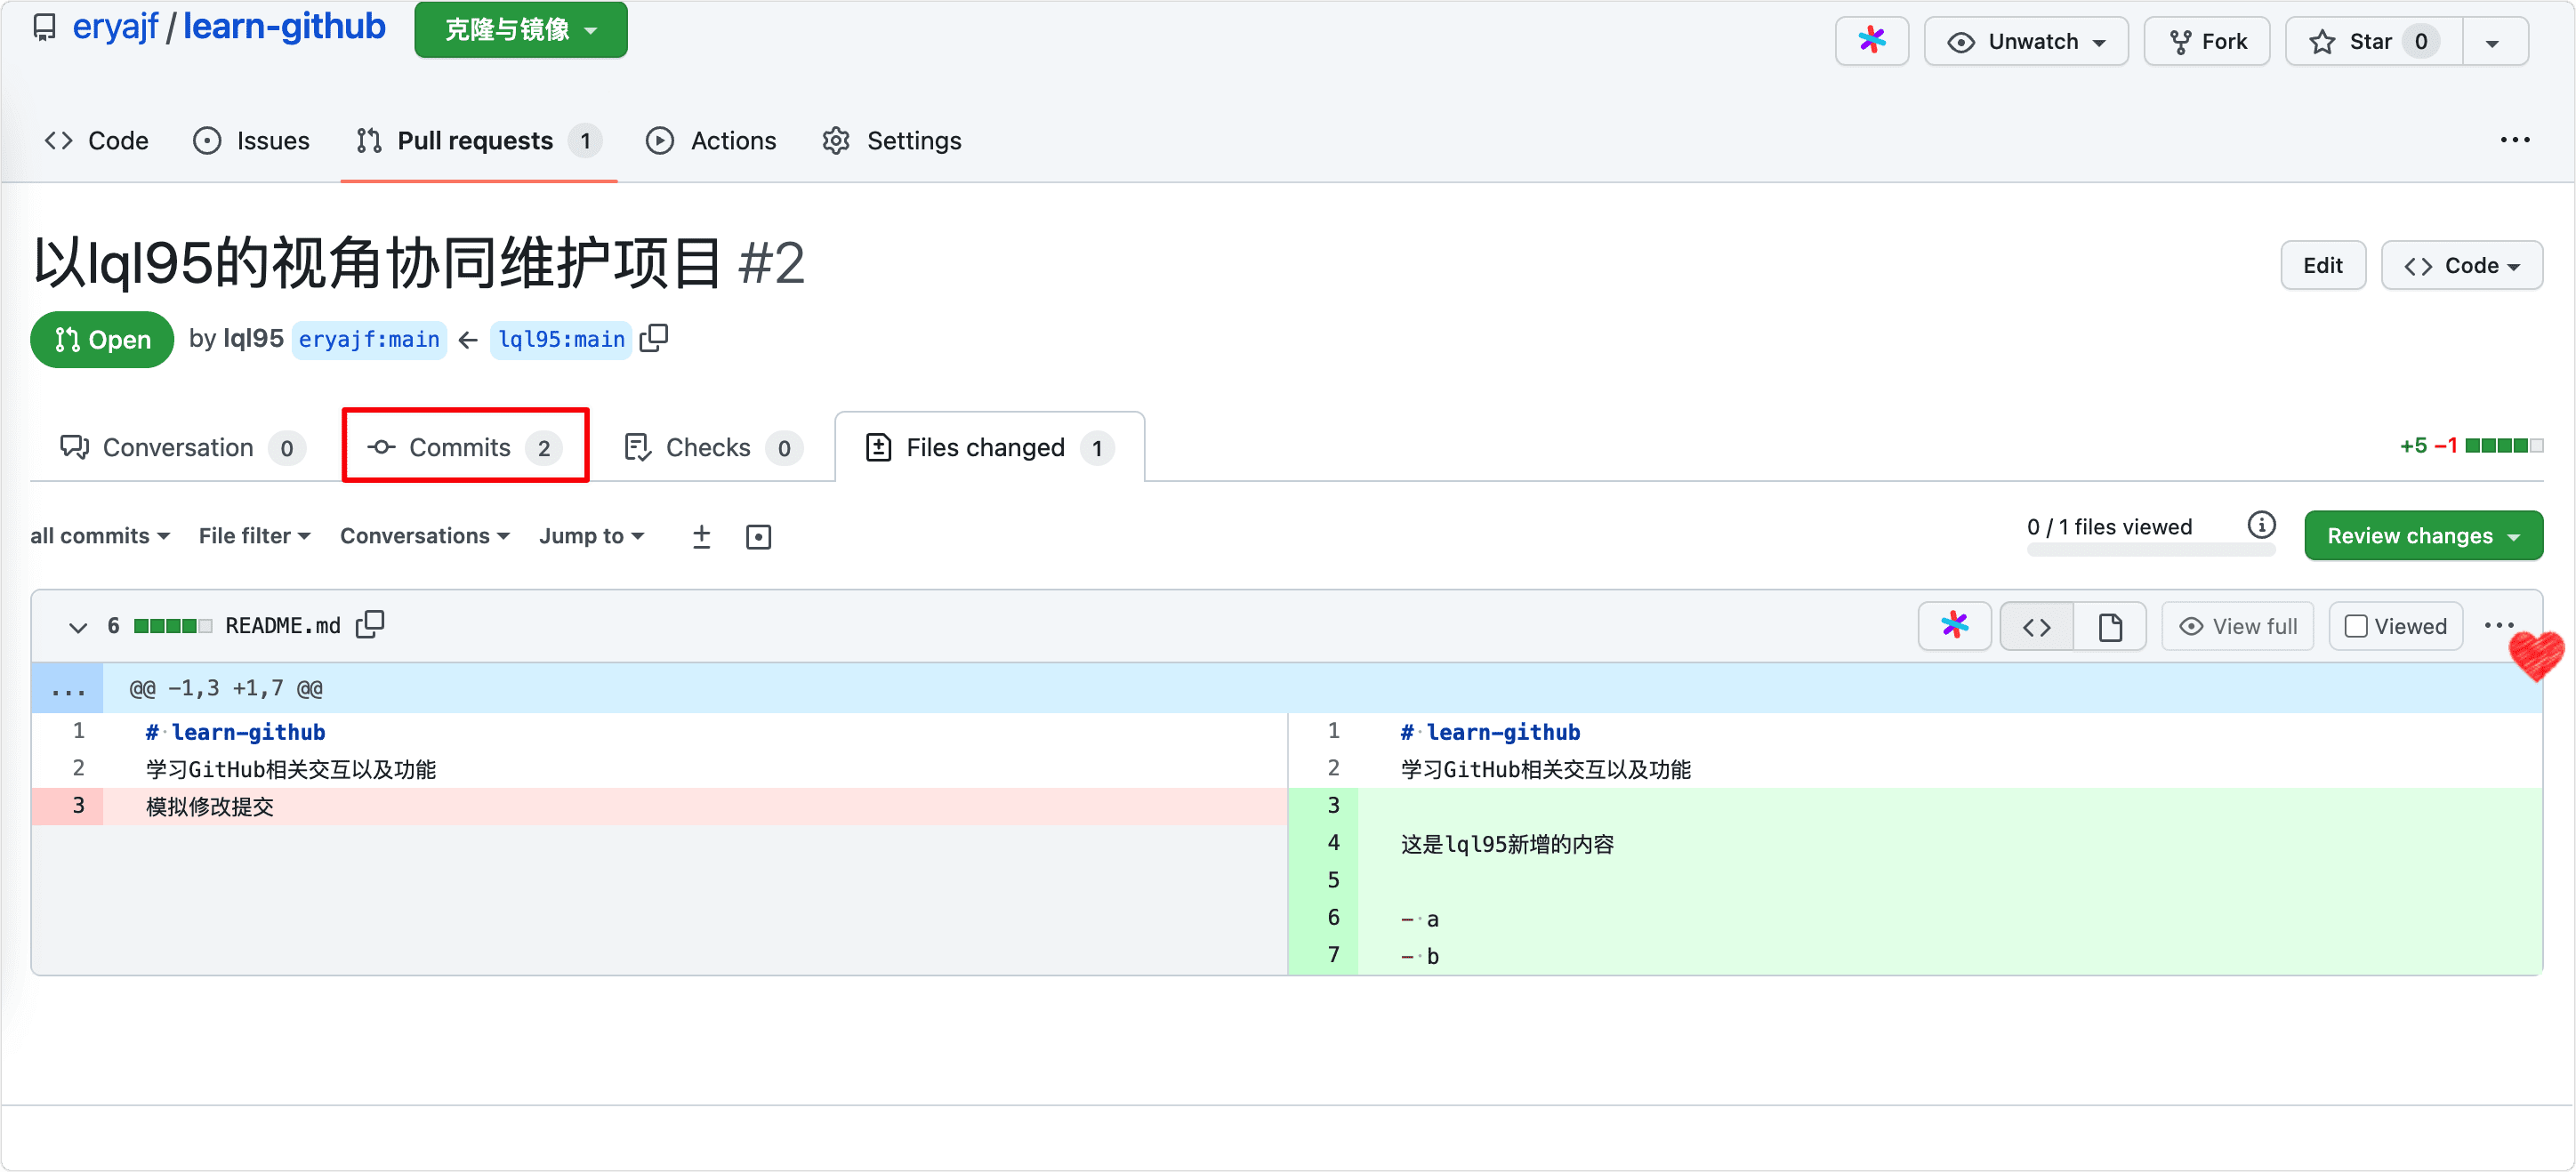 eryajf / learn-github 克隆与镜像 Unwatch Fork Star 0
Code Issues Pull requests 1 Actions Settings ...
以lql95的视角协同维护项目 #2 Edit Code
Open by lql95 eryajf:main ← lql95:main
Conversation 0 Commits 2 Checks 0 Files changed 1 +5 −1
all commits File filter Conversations Jump to 0 / 1 files viewed Review changes
6 README.md View full Viewed ...
... @@ -1,3 +1,7 @@
1 # learn-github 1 # learn-github
2 学习GitHub相关交互以及功能 2 学习GitHub相关交互以及功能
3 模拟修改提交 3
4 这是lql95新增的内容
5
6 - a
7 - b